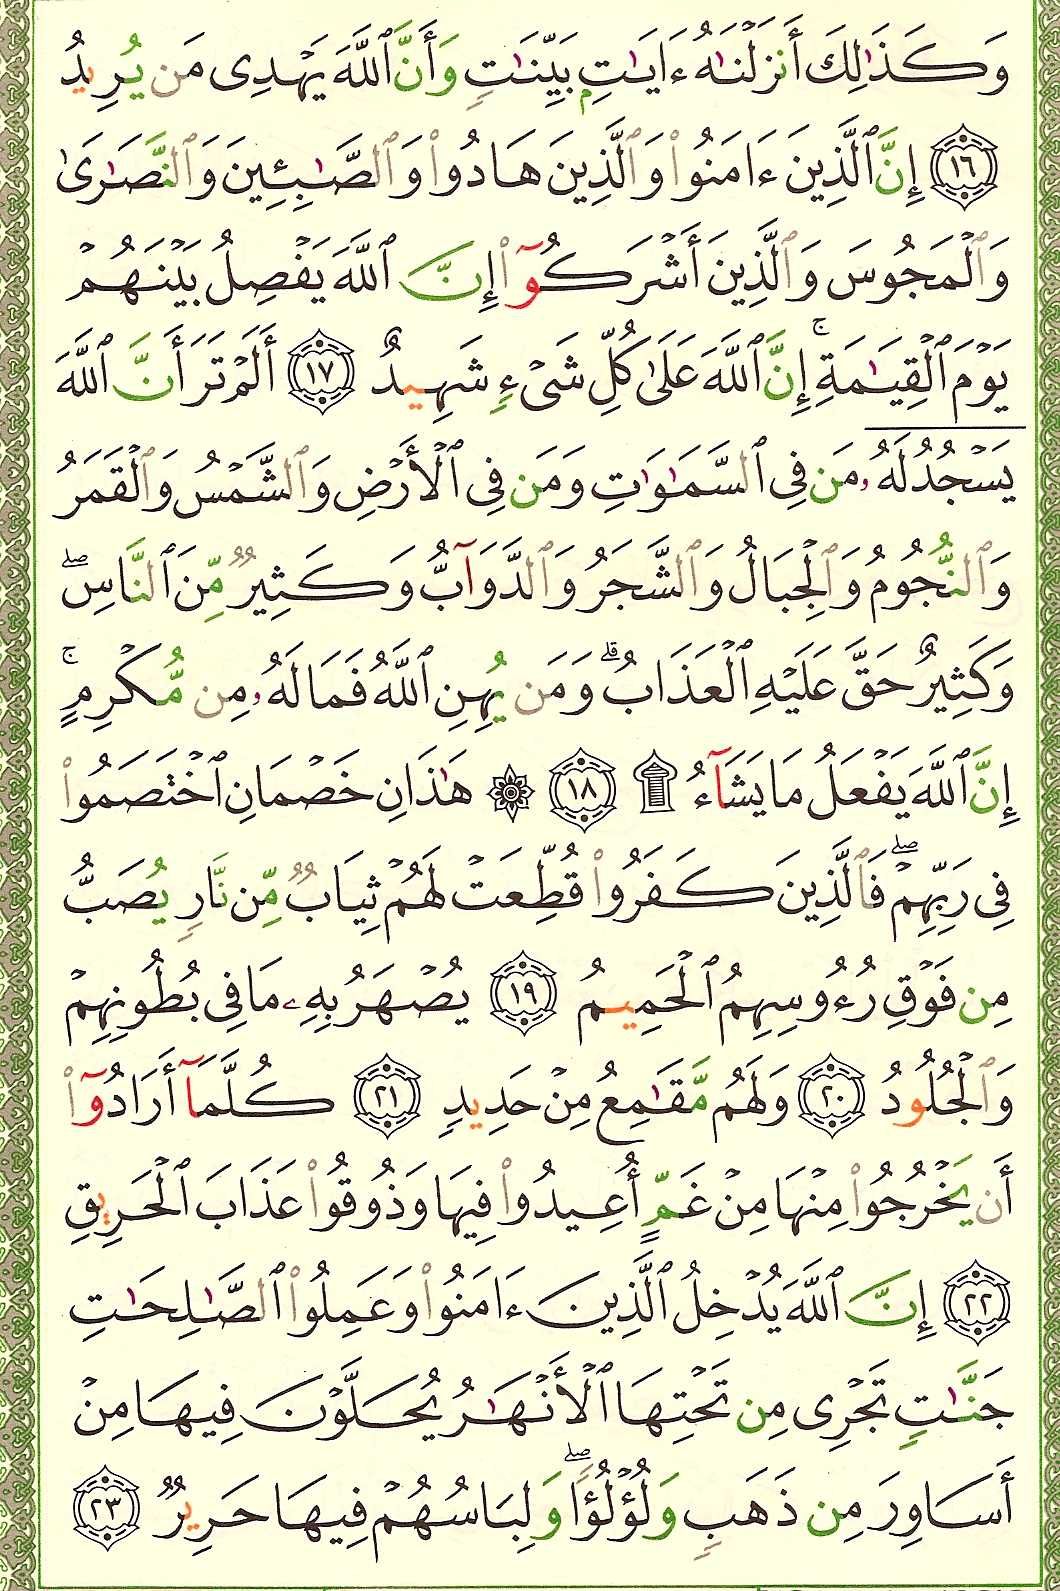 وَكَذَٰلِكَ أَنزَلْنَٰهُ ءَايَٰتٍۭ بَيِّنَٰتٍ وَأَنَّ ٱللَّهَ يَهْدِى مَن يُرِيدُ
١٦ إِنَّ ٱلَّذِينَ ءَامَنُوا۟ وَٱلَّذِينَ هَادُوا۟ وَٱلصَّٰبِـِٔينَ وَٱلنَّصَٰرَىٰ
وَٱلْمَجُوسَ وَٱلَّذِينَ أَشْرَكُوٓا۟ إِنَّ ٱللَّهَ يَفْصِلُ بَيْنَهُمْ
يَوْمَ ٱلْقِيَٰمَةِ ۚ إِنَّ ٱللَّهَ عَلَىٰ كُلِّ شَىْءٍ شَهِيدٌ ١٧ أَلَمْ تَرَ أَنَّ ٱللَّهَ
يَسْجُدُ لَهُۥ مَن فِى ٱلسَّمَٰوَٰتِ وَمَن فِى ٱلْأَرْضِ وَٱلشَّمْسُ وَٱلْقَمَرُ
وَٱلنُّجُومُ وَٱلْجِبَالُ وَٱلشَّجَرُ وَٱلدَّوَآبُّ وَكَثِيرٌ مِّنَ ٱلنَّاسِ ۖ
وَكَثِيرٌ حَقَّ عَلَيْهِ ٱلْعَذَابُ ۗ وَمَن يُهِنِ ٱللَّهُ فَمَا لَهُۥ مِن مُّكْرِمٍ ۚ
إِنَّ ٱللَّهَ يَفْعَلُ مَا يَشَآءُ ۩ ١٨ ۞ هَٰذَانِ خَصْمَانِ ٱخْتَصَمُوا۟
فِى رَبِّهِمْ ۖ فَٱلَّذِينَ كَفَرُوا۟ قُطِّعَتْ لَهُمْ ثِيَابٌ مِّن نَّارٍ يُصَبُّ
مِن فَوْقِ رُءُوسِهِمُ ٱلْحَمِيمُ ١٩ يُصْهَرُ بِهِۦ مَا فِى بُطُونِهِمْ
وَٱلْجُلُودُ ٢٠ وَلَهُم مَّقَٰمِعُ مِنْ حَدِيدٍ ٢١ كُلَّمَآ أَرَادُوٓا۟
أَن يَخْرُجُوا۟ مِنْهَا مِنْ غَمٍّ أُعِيدُوا۟ فِيهَا وَذُوقُوا۟ عَذَابَ ٱلْحَرِيقِ
٢٢ إِنَّ ٱللَّهَ يُدْخِلُ ٱلَّذِينَ ءَامَنُوا۟ وَعَمِلُوا۟ ٱلصَّٰلِحَٰتِ
جَنَّٰتٍ تَجْرِى مِن تَحْتِهَا ٱلْأَنْهَٰرُ يُحَلَّوْنَ فِيهَا مِنْ
أَسَاوِرَ مِن ذَهَبٍ وَلُؤْلُؤًا ۖ وَلِبَاسُهُمْ فِيهَا حَرِيرٌ ٢٣